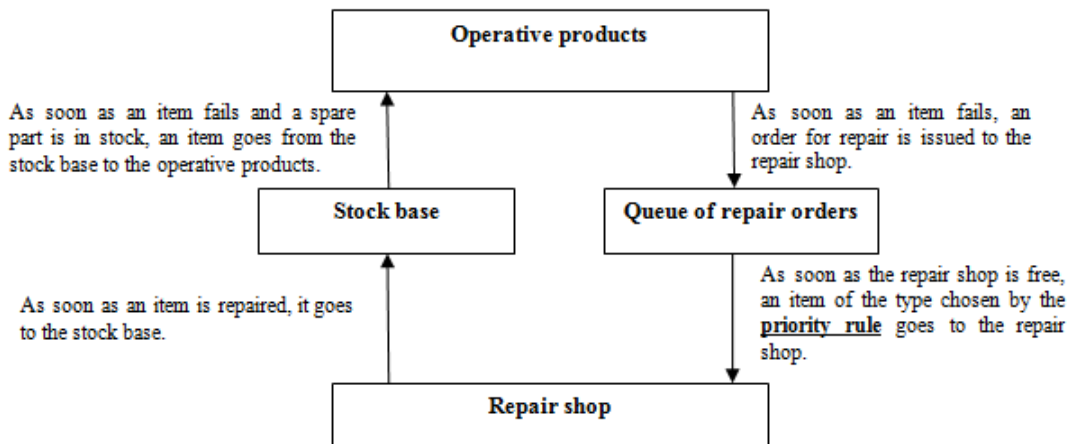 Operative products
As soon as an item fails and a spare
part is in stock, an item goes from the
stock base to the operative products.
As soon as an item fails, an
order for repair is issued to the
repair shop.
Stock base
Queue of repair orders
As soon as an item is repaired, it goes
to the stock base.
As soon as the repair shop is free,
an item of the type chosen by the
priority rule goes to the repair
shop.
Repair shop